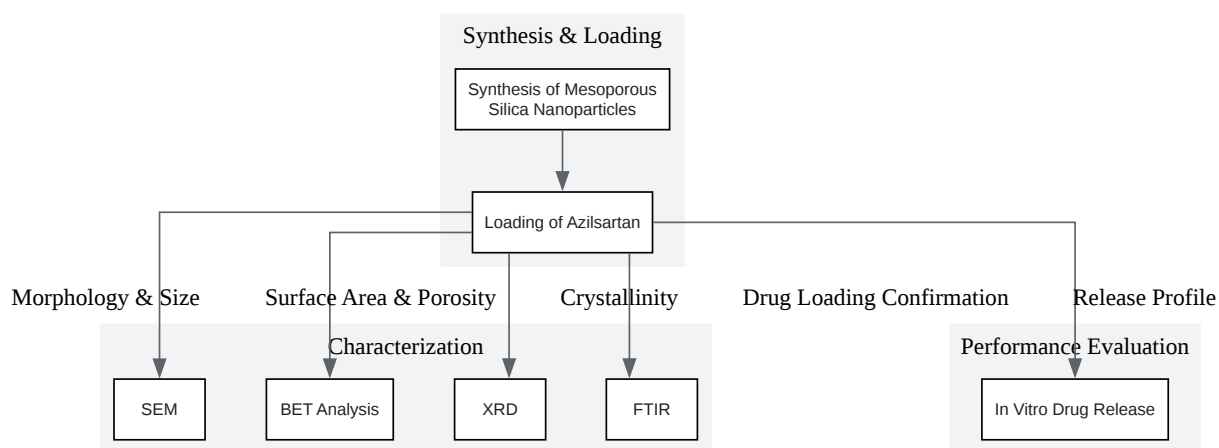 Synthesis & Loading
Synthesis of Mesoporous
Silica Nanoparticles
Loading of Azilsartan
Morphology & Size
Surface Area & Porosity
Crystallinity
Drug Loading Confirmation
Release Profile
Characterization
Performance Evaluation
SEM
BET Analysis
XRD
FTIR
In Vitro Drug Release